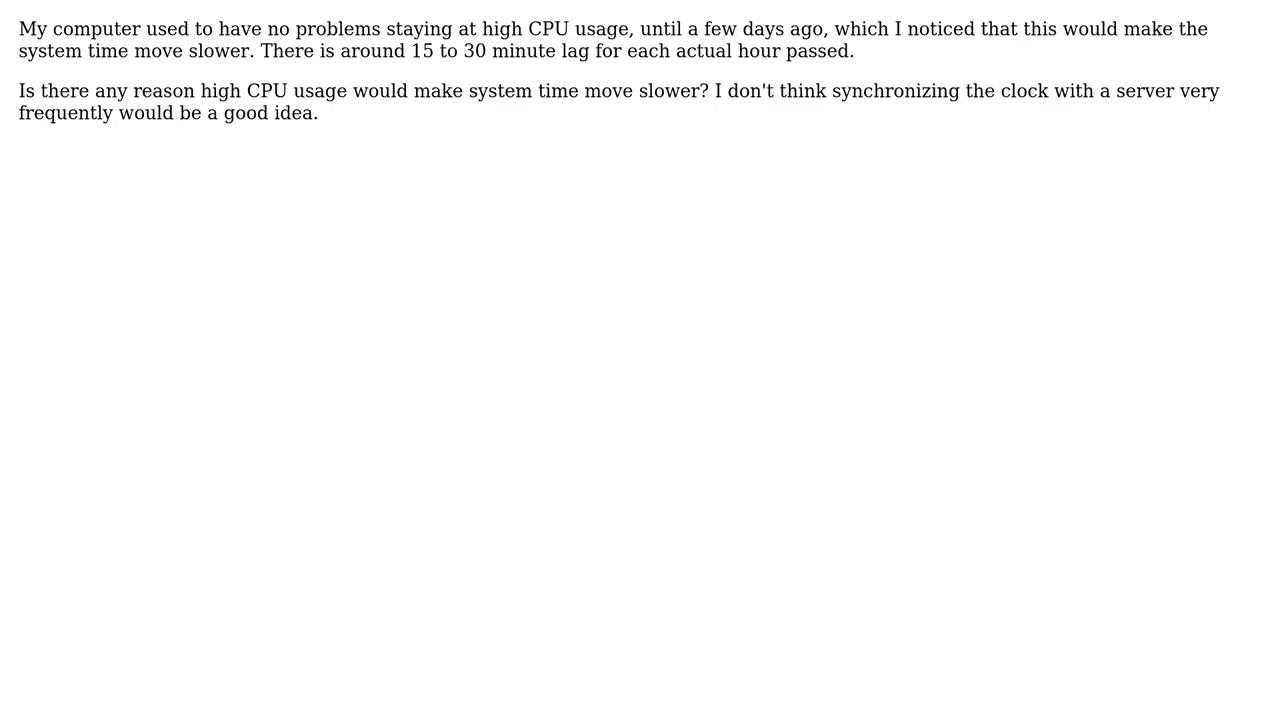 My computer used to have no problems staying at high CPU usage, until a few days ago, which I noticed that this would make the
system time move slower. There is around 15 to 30 minute lag for each actual hour passed.
Is there any reason high CPU usage would make system time move slower? I don't think synchronizing the clock with a server very
frequently would be a good idea.